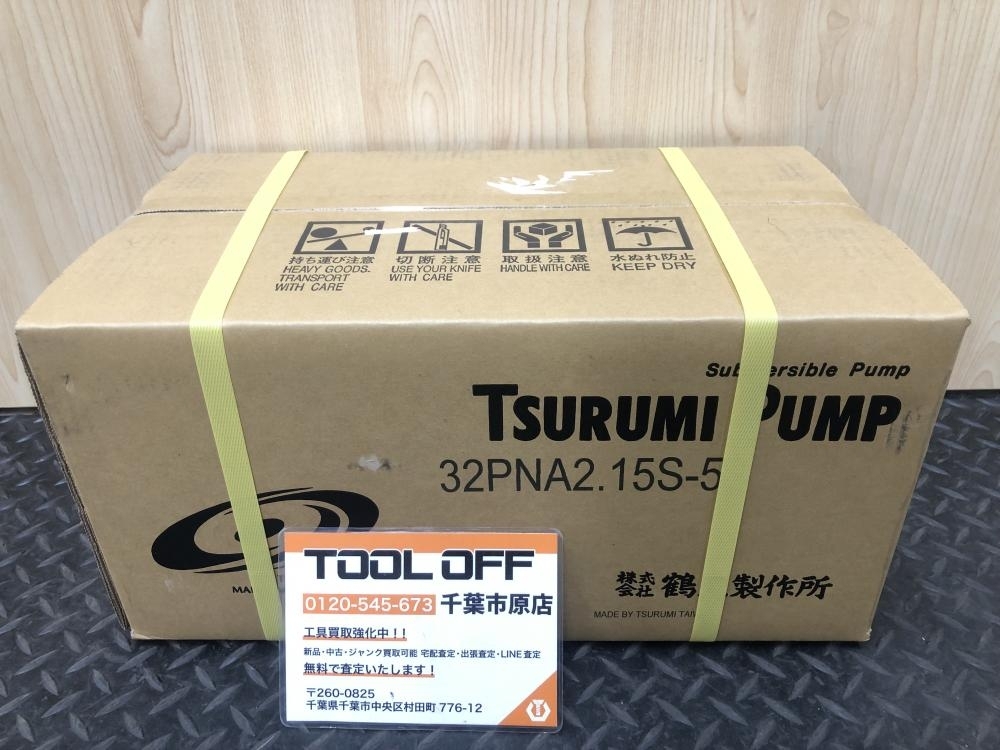 持ち運び注意
HEAVY GOODS.
TRANSPORT
WITH CARE
切断注意
USE YOUR KNIFE
WITH CARE
取扱注意
HANDLE WITH CARE
水ぬれ防止
KEEP DRY
Sub ersible Pump
TSURUMI PUMP
32PNA2.15S-5
株式会社 鶴 製作所
MADE BY TSURUMI TAIW
MA
TOOL OFF
0120-545-673 千葉市原店
工具買取強化中!!
新品・中古・ジャンク買取可能 宅配査定・出張査定・LINE査定
無料で査定いたします!
〒260-0825
千葉県千葉市中央区村田町 776-12